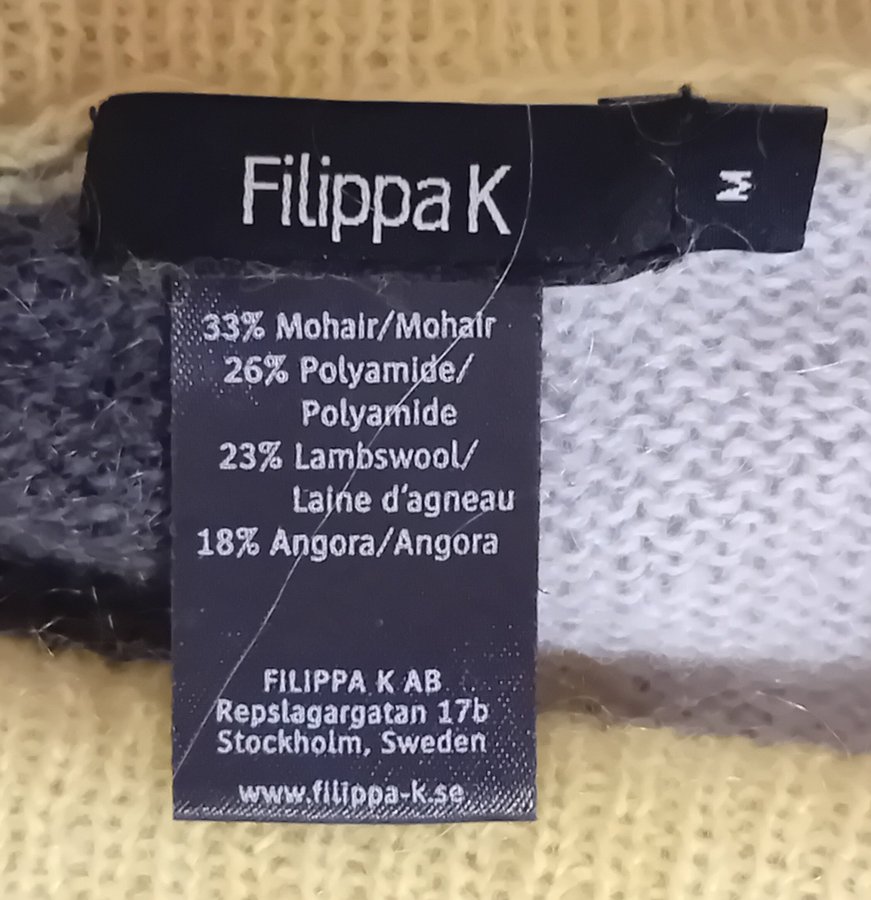 Filippa K
M
33% Mohair/Mohair
26% Polyamide/
Polyamide
23% Lambswool/
Laine d'agneau
18% Angora/Angora
FILIPPA K AB
Repslagargatan 17b
Stockholm, Sweden
www.filippa-k.se